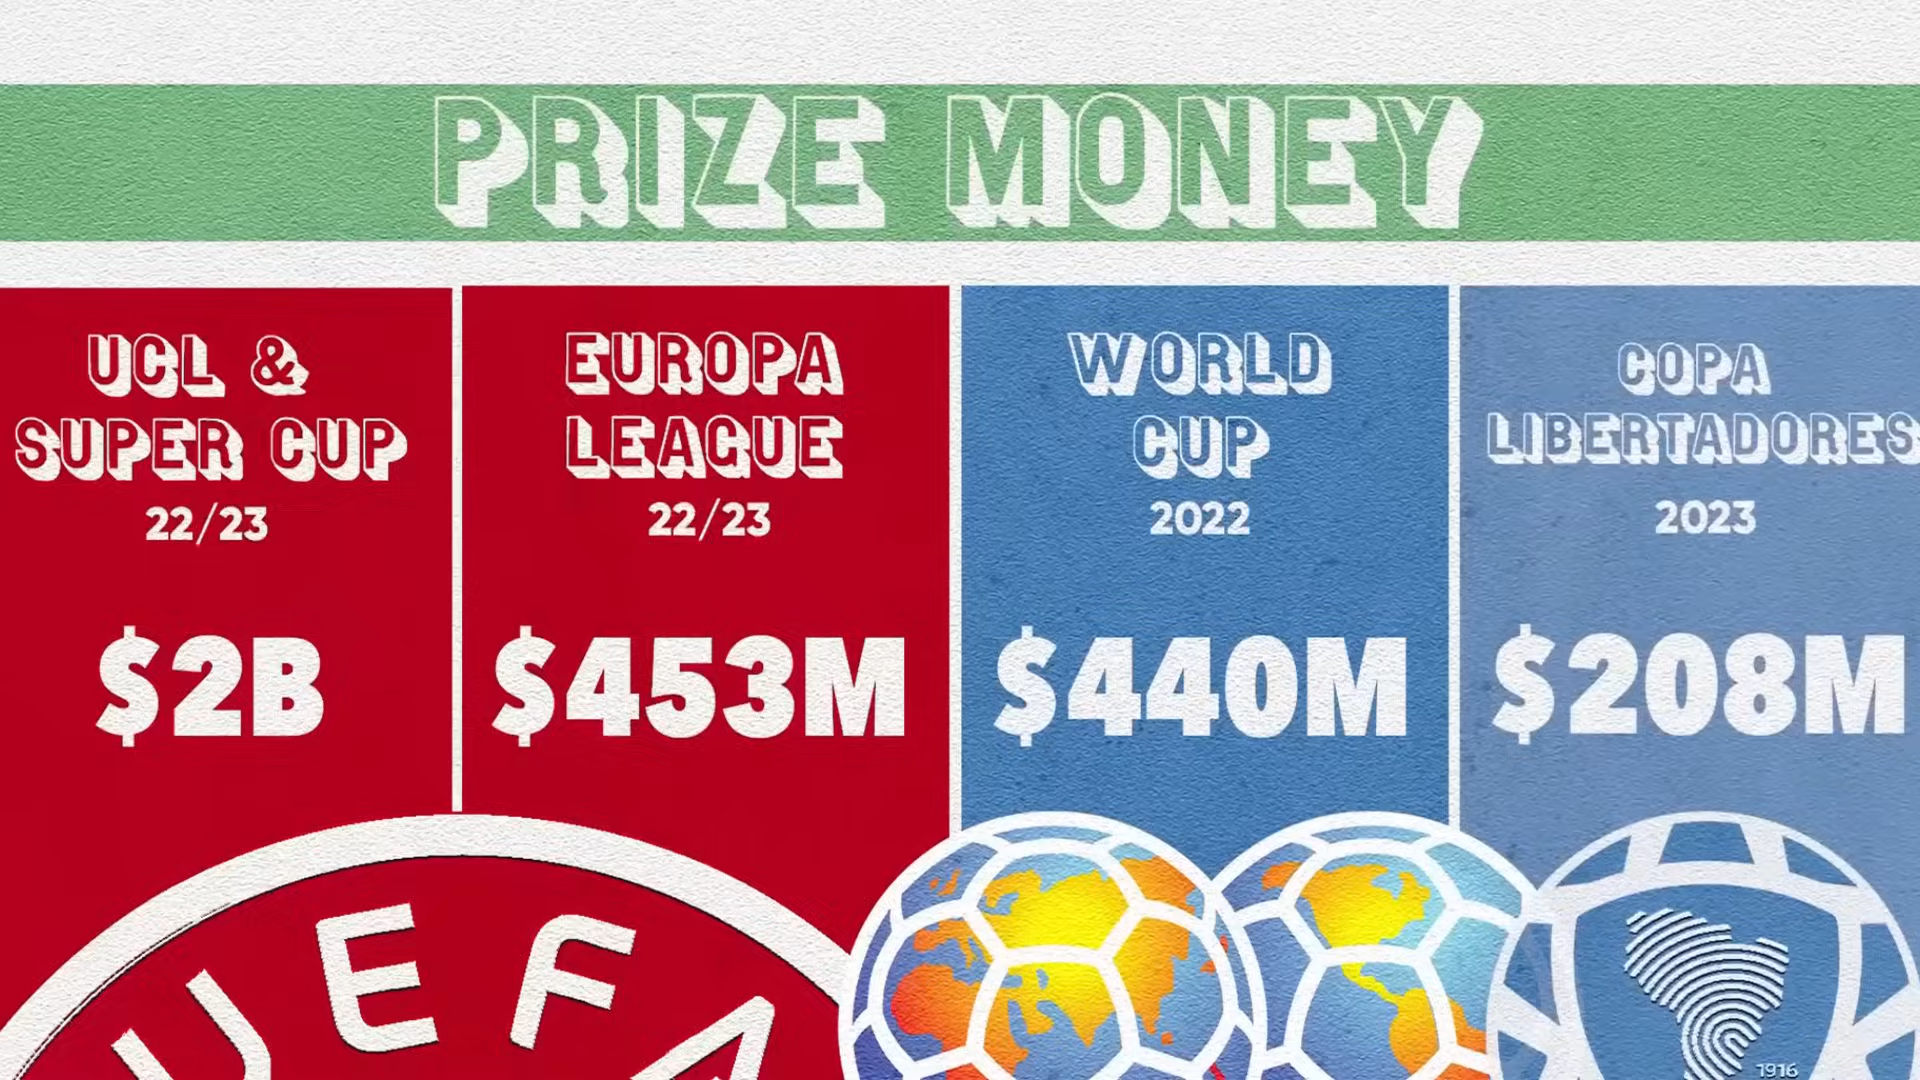 PRIZE MONEY
UCL &
SUPER CUP
22/23
$2B
EUROPA
LEAGUE
22/23
$453M
WORLD
CUP
2022
$440M
COPA
LIBERTADORES
2023
$208M
UEFA
1916